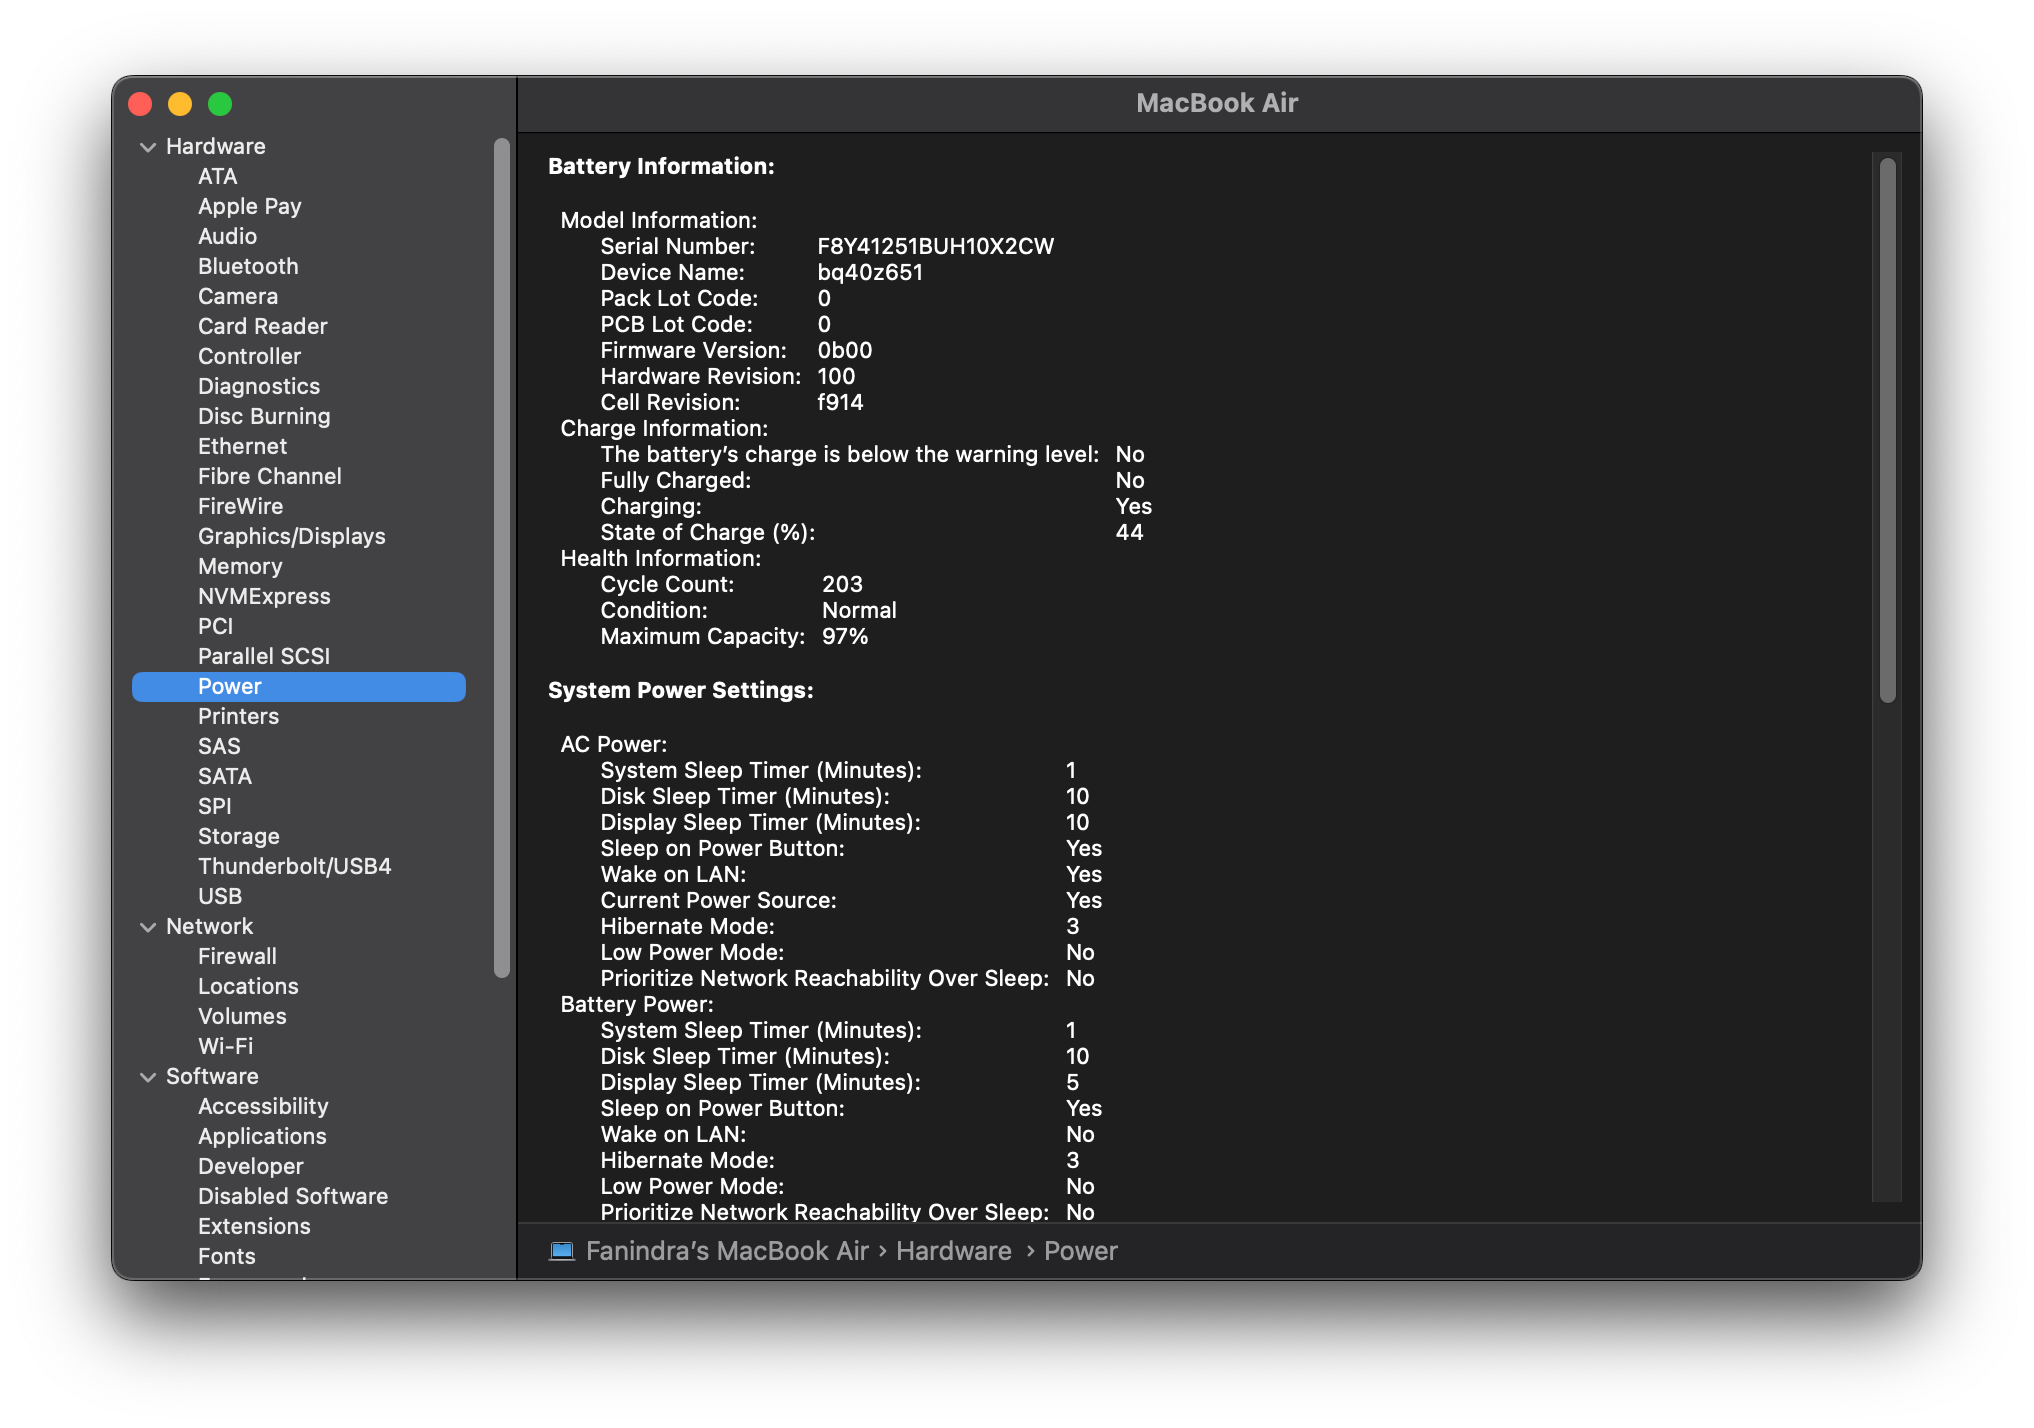 MacBook Air
Hardware
ATA
Apple Pay
Audio
Bluetooth
Camera
Card Reader
Controller
Diagnostics
Disc Burning
Ethernet
Fibre Channel
FireWire
Graphics/Displays
Memory
NVMExpress
PCI
Parallel SCSI
Power
Printers
SAS
SATA
SPI
Storage
Thunderbolt/USB4
USB
Network
Firewall
Locations
Volumes
Wi-Fi
Software
Accessibility
Applications
Developer
Disabled Software
Extensions
Fonts
Battery Information:
Model Information:
Serial Number: F8Y41251BUH10X2CW
Device Name: bq40z651
Pack Lot Code: 0
PCB Lot Code: 0
Firmware Version: 0b00
Hardware Revision: 100
Cell Revision: f914
Charge Information:
The battery’s charge is below the warning level: No
Fully Charged: No
Charging: Yes
State of Charge (%): 44
Health Information:
Cycle Count: 203
Condition: Normal
Maximum Capacity: 97%
System Power Settings:
AC Power:
System Sleep Timer (Minutes): 1
Disk Sleep Timer (Minutes): 10
Display Sleep Timer (Minutes): 10
Sleep on Power Button: Yes
Wake on LAN: Yes
Current Power Source: Yes
Hibernate Mode: 3
Low Power Mode: No
Prioritize Network Reachability Over Sleep: No
Battery Power:
System Sleep Timer (Minutes): 1
Disk Sleep Timer (Minutes): 10
Display Sleep Timer (Minutes): 5
Sleep on Power Button: Yes
Wake on LAN: No
Hibernate Mode: 3
Low Power Mode: No
Prioritize Network Reachability Over Sleep: No
Fanindra’s MacBook Air › Hardware › Power